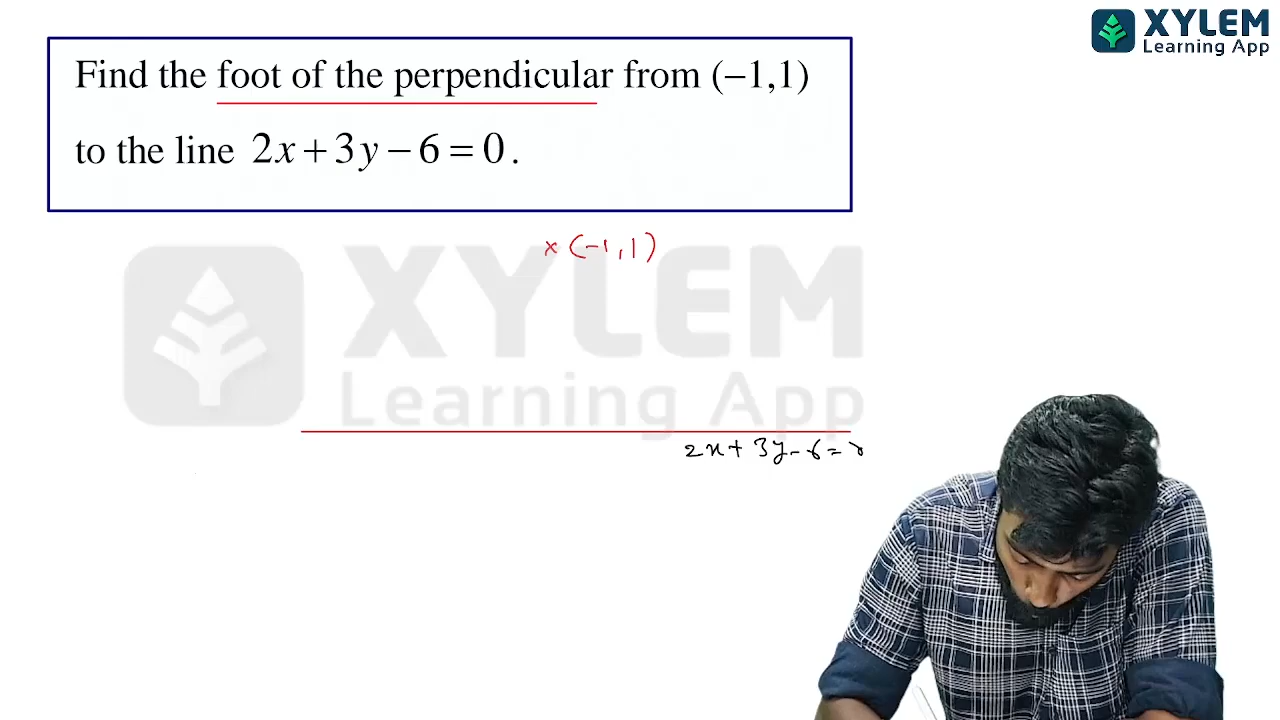 XYLEM
Learning App
Find the foot of the perpendicular from (−1,1)
to the line 2x+3y−6=0.
× (-1,1)
XYLEM
Learning App
2x+3y-6=0